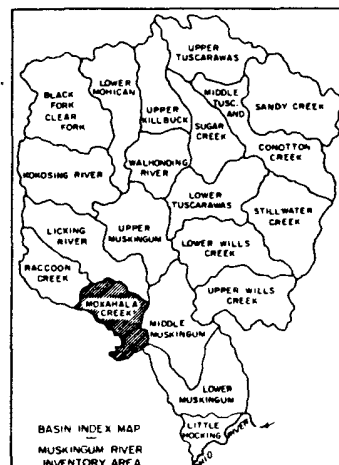 UPPER
TUSCARAWAS
LOWER
MOHICAN
BLACK
FORK
CLEAR
FORK
UPPER
KILLBUCK
MIDDLE
TUSC.
AND
SUGAR
CREEK
SANDY CREEK
CONOTTON
CREEK
KOKOSING RIVER
WALHONDING
RIVER
LOWER
TUSCARAWAS
STILLWATER
CREEK
LICKING
RIVER
UPPER
MUSKINGUM
LOWER WILLS
CREEK
RACCOON
CREEK
MOXAHALA
CREEK
UPPER WILLS
CREEK
MIDDLE
MUSKINGUM
LOWER
MUSKINGUM
LITTLE
HOCKING
OHIO
RIVER
BASIN INDEX MAP
MUSKINGUM RIVER
INVENTORY AREA